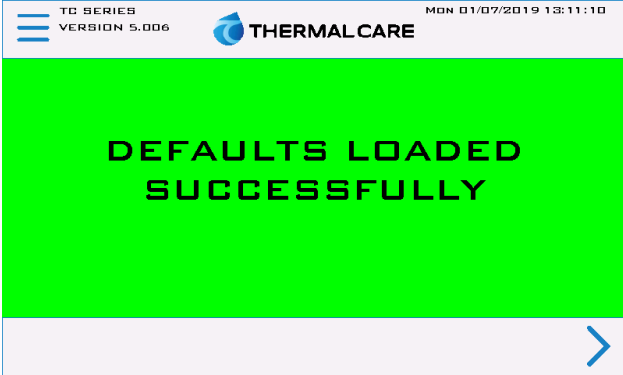 TC SERIES
VERSION 5.006
THERMALCARE
MON 01/07/2019 13:11:10
DEFAULTS LOADED
SUCCESSFULLY